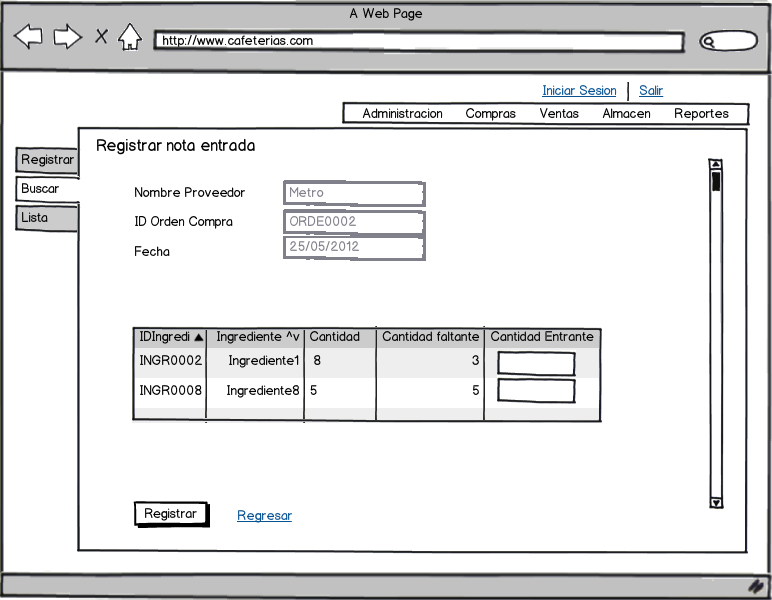 A Web Page
http://www.cafeterias.com
Iniciar Sesion Salir
Administracion Compras Ventas Almacen Reportes
Registrar nota entrada
Registrar
Buscar
Lista
Nombre Proveedor Metro
ID Orden Compra ORDE0002
Fecha 25/05/2012
IDIngredi ▲ Ingrediente ^v Cantidad Cantidad faltante Cantidad Entrante
INGR0002 Ingrediente1 8 3
INGR0008 Ingrediente8 5 5
Registrar Regresar